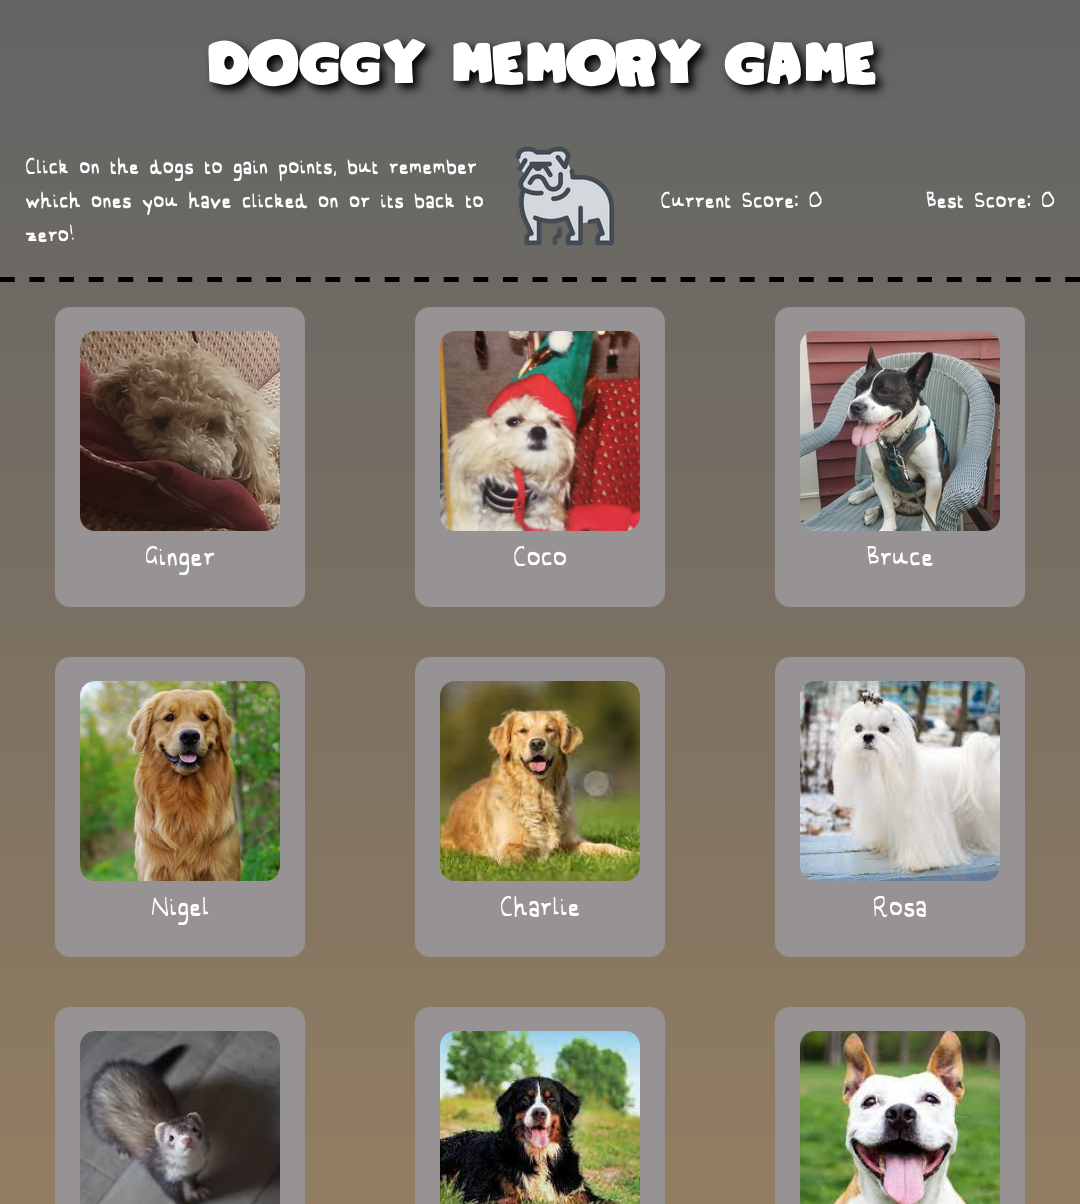 DOGGY MEMORY GAME
Click on the dogs to gain points, but remember
which ones you have clicked on or its back to
zero!
Current Score: 0
Best Score: 0
Ginger
Coco
Bruce
Nigel
Charlie
Rosa